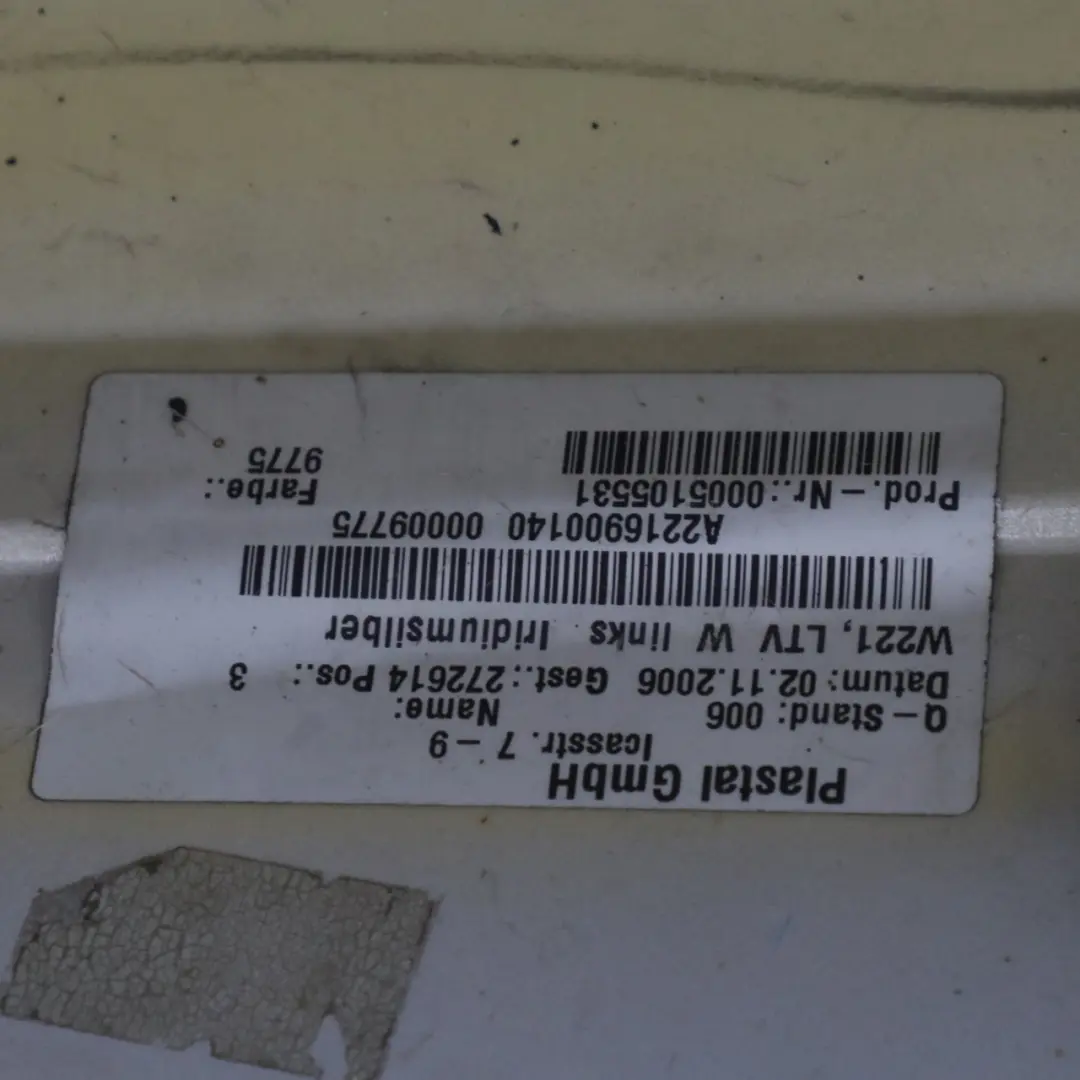 Plastal GmbH
Icasstr. 7 – 9
Q – Stand: 006 Name:
Datum: 02.11.2006 Gest.: 272614 Pos.: 3
W221, LTV W links Iridiumsilber
A2216900140 00009775
Prod. – Nr.: 0005105531 Farbe.:
9775